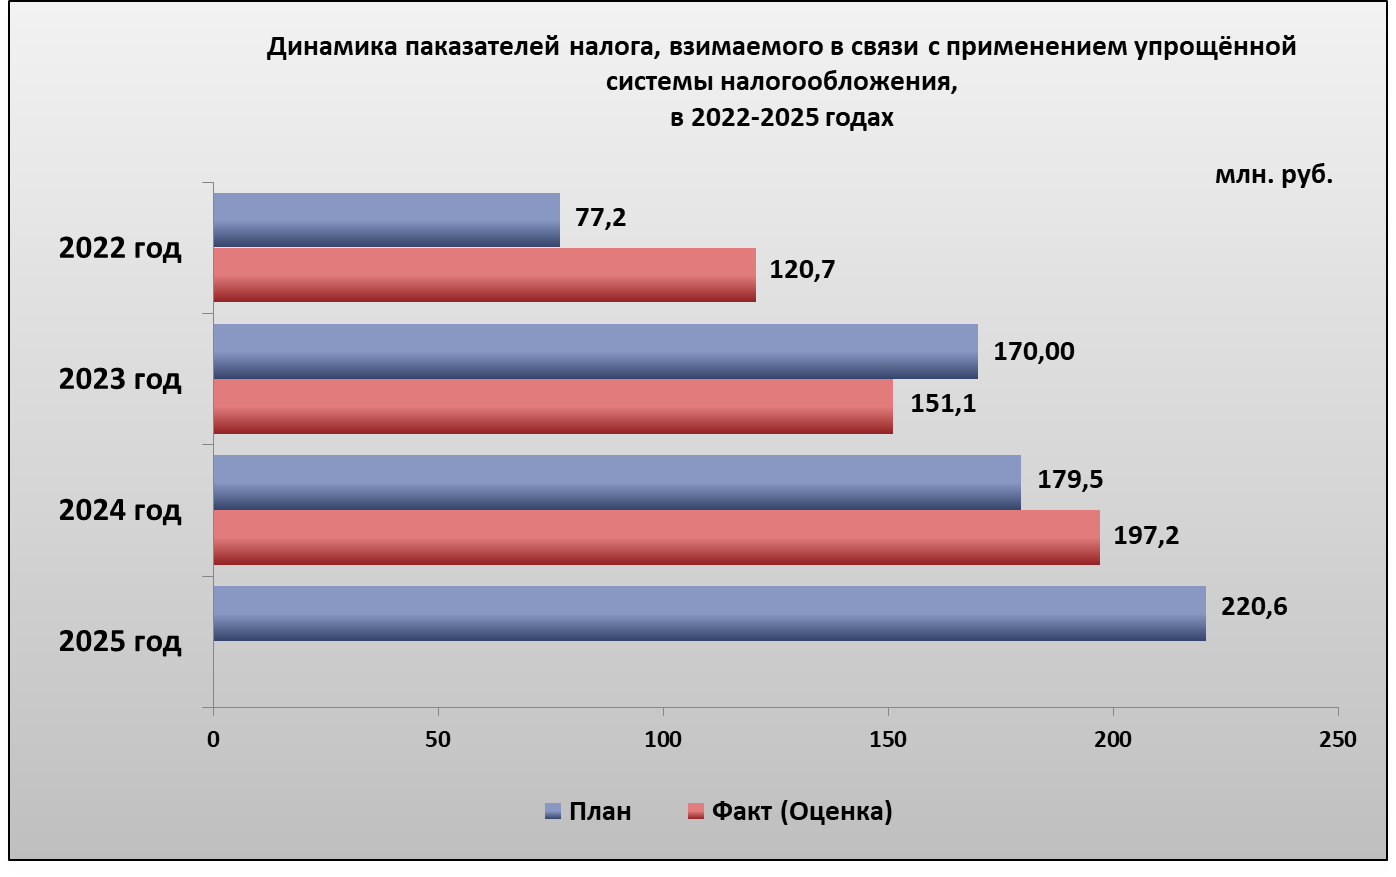 Динамика паказателей налога, взимаемого в связи с применением упрощённой
системы налогообложения,
в 2022-2025 годах
млн. руб.
2022 год
77,2
120,7
2023 год
170,00
151,1
2024 год
179,5
197,2
2025 год
220,6
0 50 100 150 200 250
План Факт (Оценка)